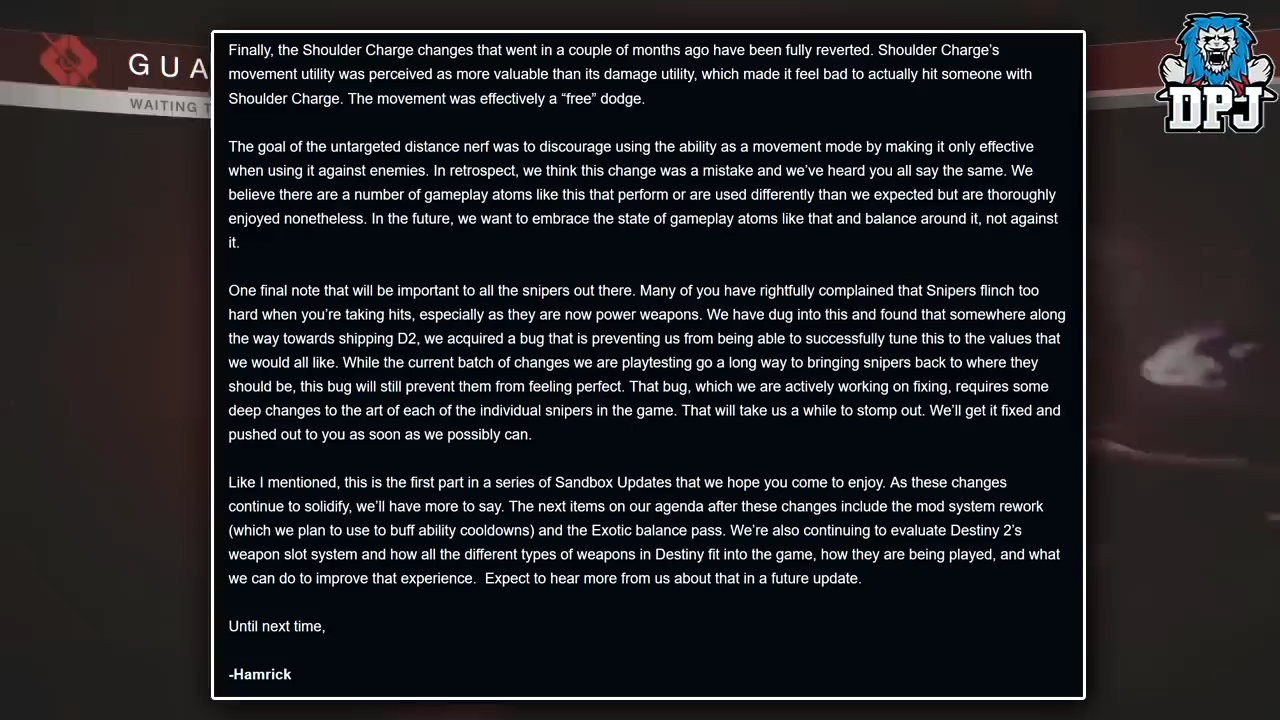 GUA
WAITING T
DPJ
Finally, the Shoulder Charge changes that went in a couple of months ago have been fully reverted. Shoulder Charge's
movement utility was perceived as more valuable than its damage utility, which made it feel bad to actually hit someone with
Shoulder Charge. The movement was effectively a “free” dodge.
The goal of the untargeted distance nerf was to discourage using the ability as a movement mode by making it only effective
when using it against enemies. In retrospect, we think this change was a mistake and we've heard you all say the same. We
believe there are a number of gameplay atoms like this that perform or are used differently than we expected but are thoroughly
enjoyed nonetheless. In the future, we want to embrace the state of gameplay atoms like that and balance around it, not against
it.
One final note that will be important to all the snipers out there. Many of you have rightfully complained that Snipers flinch too
hard when you're taking hits, especially as they are now power weapons. We have dug into this and found that somewhere along
the way towards shipping D2, we acquired a bug that is preventing us from being able to successfully tune this to the values that
we would all like. While the current batch of changes we are playtesting go a long way to bringing snipers back to where they
should be, this bug will still prevent them from feeling perfect. That bug, which we are actively working on fixing, requires some
deep changes to the art of each of the individual snipers in the game. That will take us a while to stomp out. We'll get it fixed and
pushed out to you as soon as we possibly can.
Like I mentioned, this is the first part in a series of Sandbox Updates that we hope you come to enjoy. As these changes
continue to solidify, we'll have more to say. The next items on our agenda after these changes include the mod system rework
(which we plan to use to buff ability cooldowns) and the Exotic balance pass. We're also continuing to evaluate Destiny 2's
weapon slot system and how all the different types of weapons in Destiny fit into the game, how they are being played, and what
we can do to improve that experience.  Expect to hear more from us about that in a future update.
Until next time,
-Hamrick